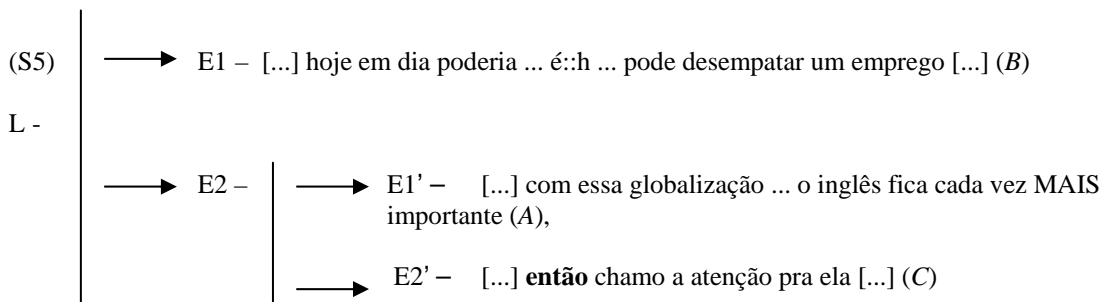 (S5) E1 – [...] hoje em dia poderia ... é::h ... pode desempatar um emprego [...] (B)
L -
E2 – E1’ – [...] com essa globalização ... o inglês fica cada vez MAIS
importante (A),
E2’ – [...] então chamo a atenção pra ela [...] (C)